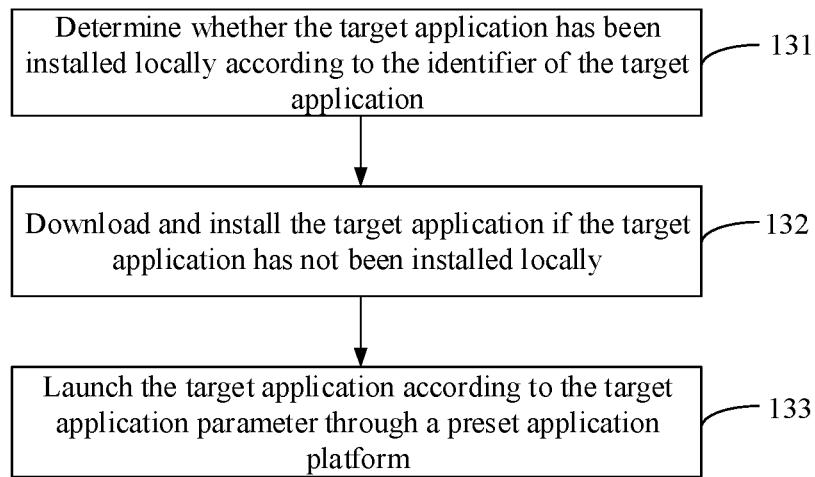 Determine whether the target application has been
installed locally according to the identifier of the target
application
131
Download and install the target application if the target
application has not been installed locally
132
Launch the target application according to the target
application parameter through a preset application
platform
133